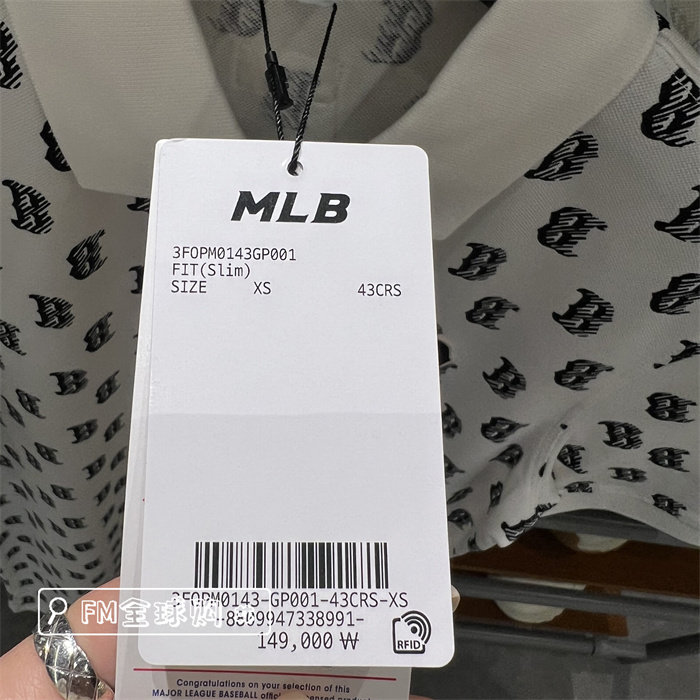 MLB
3FOPM0143GP001
FIT(Slim)
SIZE XS 43CRS
3FOPM0143-GP001-43CRS-XS
-8809947338991-
149,000 ₩
RFID
FM全球购
Congratulations on your selection of this
MAJOR LEAGUE BASEBALL